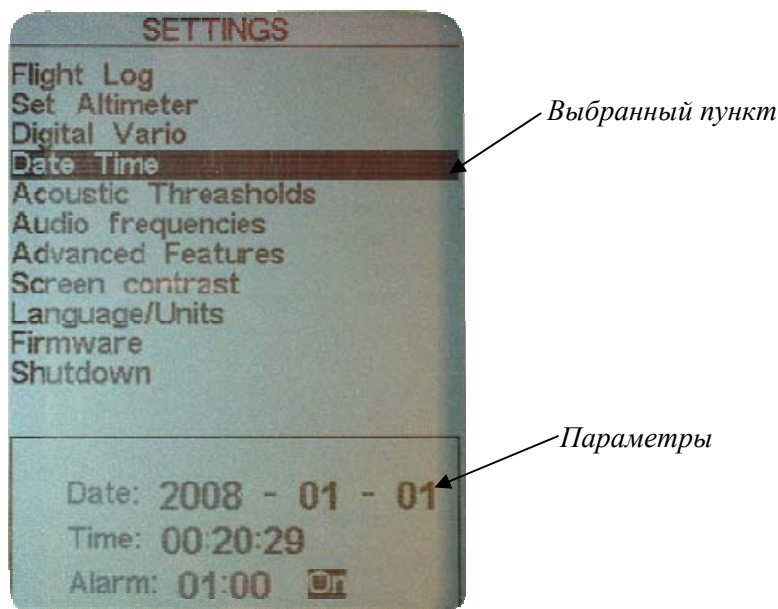 SETTINGS
Flight Log
Set Altimeter
Digital Vario
Date Time
Acoustic Threasholds
Audio frequencies
Advanced Features
Screen contrast
Language/Units
Firmware
Shutdown
Выбранный пункт
Параметры
Date: 2008 - 01 - 01
Time: 00:20:29
Alarm: 01:00 On